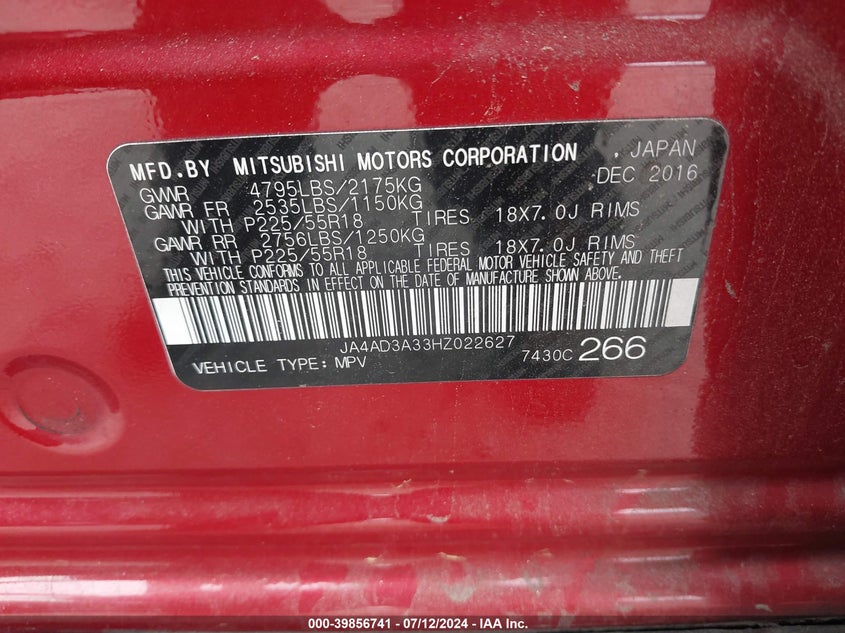 MFD.BY MITSUBISHI MOTORS CORPORATION , JAPAN
GVWR 4795LBS/2175KG DEC 2016
GAWR FR 2535LBS/1150KG
WITH P225/55R18 TIRES 18X7.0J RIMS
GAWR RR 2756LBS/1250KG
WITH P225/55R18 TIRES 18X7.0J RIMS
THIS VEHICLE CONFORMS TO ALL APPLICABLE FEDERAL MOTOR VEHICLE SAFETY AND THEFT
PREVENTION STANDARDS IN EFFECT ON THE DATE OF MANUFACTURE SHOWN ABOVE.
JA4AD3A33HZ022627
VEHICLE TYPE: MPV 7430C 266
000-39856741 - 07/12/2024 - IAA Inc.